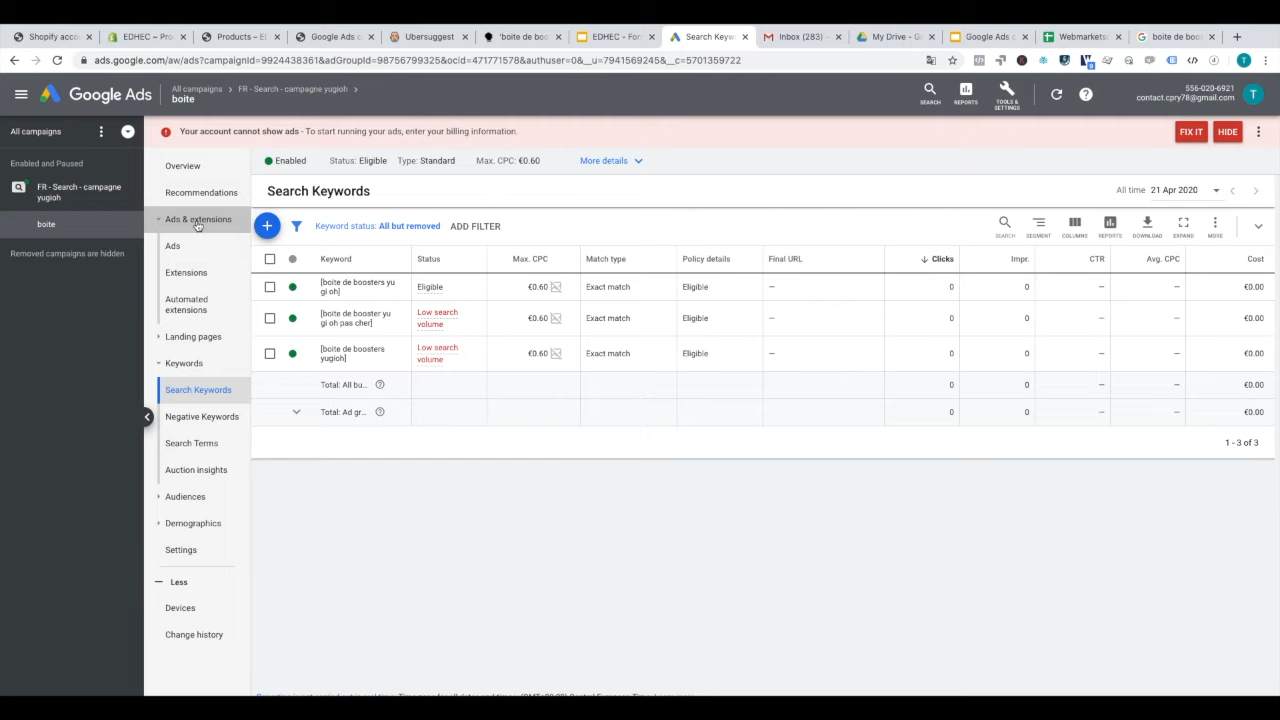 Shopify acco
EDHEC – Pro
Products – EL
Google Ads c
Ubersuggest
'boite de boo
EDHEC - For
Search Keyw
Inbox (283) –
My Drive - Go
Google Ads c
Webmarketsc
boite de boos
ads.google.com/aw/ads?campaignId=9924438361&adGroupId=98756799325&ocid=471771578&authuser=0&__u=7941569245&__c=5701359722
T
Google Ads
All campaigns > FR - Search - campagne yugioh >
boite
SEARCH
REPORTS
TOOLS & SETTINGS
556-020-6921
contact.cpry78@gmail.com
T
All campaigns
Your account cannot show ads - To start running your ads, enter your billing information.
FIX IT
HIDE
Enabled and Paused
FR - Search - campagne
yugioh
boite
Removed campaigns are hidden
Overview
Recommendations
Ads & extensions
Ads
Extensions
Automated
extensions
Landing pages
Keywords
Search Keywords
Negative Keywords
Search Terms
Auction insights
Audiences
Demographics
Settings
Less
Devices
Change history
Enabled Status: Eligible Type: Standard Max. CPC: €0.60 More details
Search Keywords
All time 21 Apr 2020
Keyword status: All but removed ADD FILTER
SEARCH SEGMENT COLUMNS REPORTS DOWNLOAD EXPAND MORE
Keyword Status Max. CPC Match type Policy details Final URL Clicks Impr. CTR Avg. CPC Cost
[boite de boosters yu
gi oh] Eligible €0.60 Exact match Eligible — 0 0 — — €0.00
[boite de booster yu
gi oh pas cher] Low search
volume €0.60 Exact match Eligible — 0 0 — — €0.00
[boite de boosters
yugioh] Low search
volume €0.60 Exact match Eligible — 0 0 — — €0.00
Total: All bu... 0 0 — — €0.00
Total: Ad gr... 0 0 — — €0.00
1 - 3 of 3